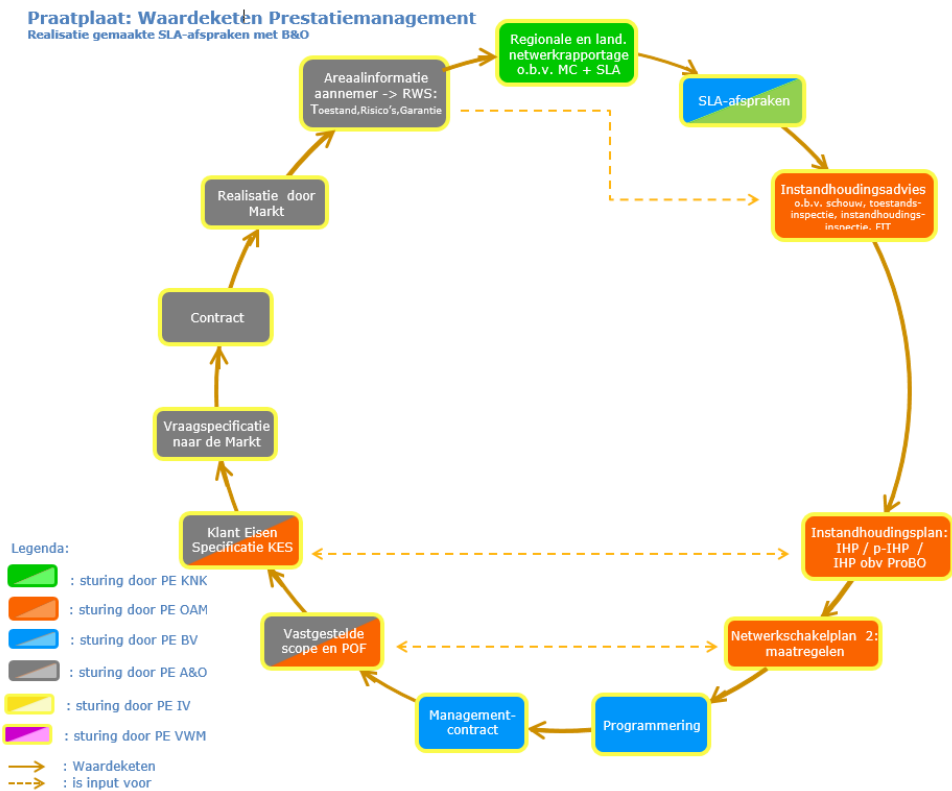 Praatplaat: Waardeketen Prestatiemanagement
Realisatie gemaakte SLA-afspraken met B&O
Regionale en land.
netwerkrapportage
o.b.v. MC + SLA
Areaalinformatie
aannemer -> RWS:
Toestand,Risico's,Garantie
SLA-afspraken
Instandhoudingsadvies
o.b.v. schouw, toestands-
inspectie, instandhoudings-
inspectie, FIT
Realisatie door
Markt
Contract
Vraagspecificatie
naar de Markt
Klant Eisen
Specificatie KES
Instandhoudingsplan:
IHP / p-IHP /
IHP obv ProBO
Vastgestelde
scope en POF
Netwerkschakelplan 2:
maatregelen
Management-
contract
Programmering
Legenda:
: sturing door PE KNK
: sturing door PE OAM
: sturing door PE BV
: sturing door PE A&O
: sturing door PE IV
: sturing door PE VWM
: Waardeketen
: is input voor